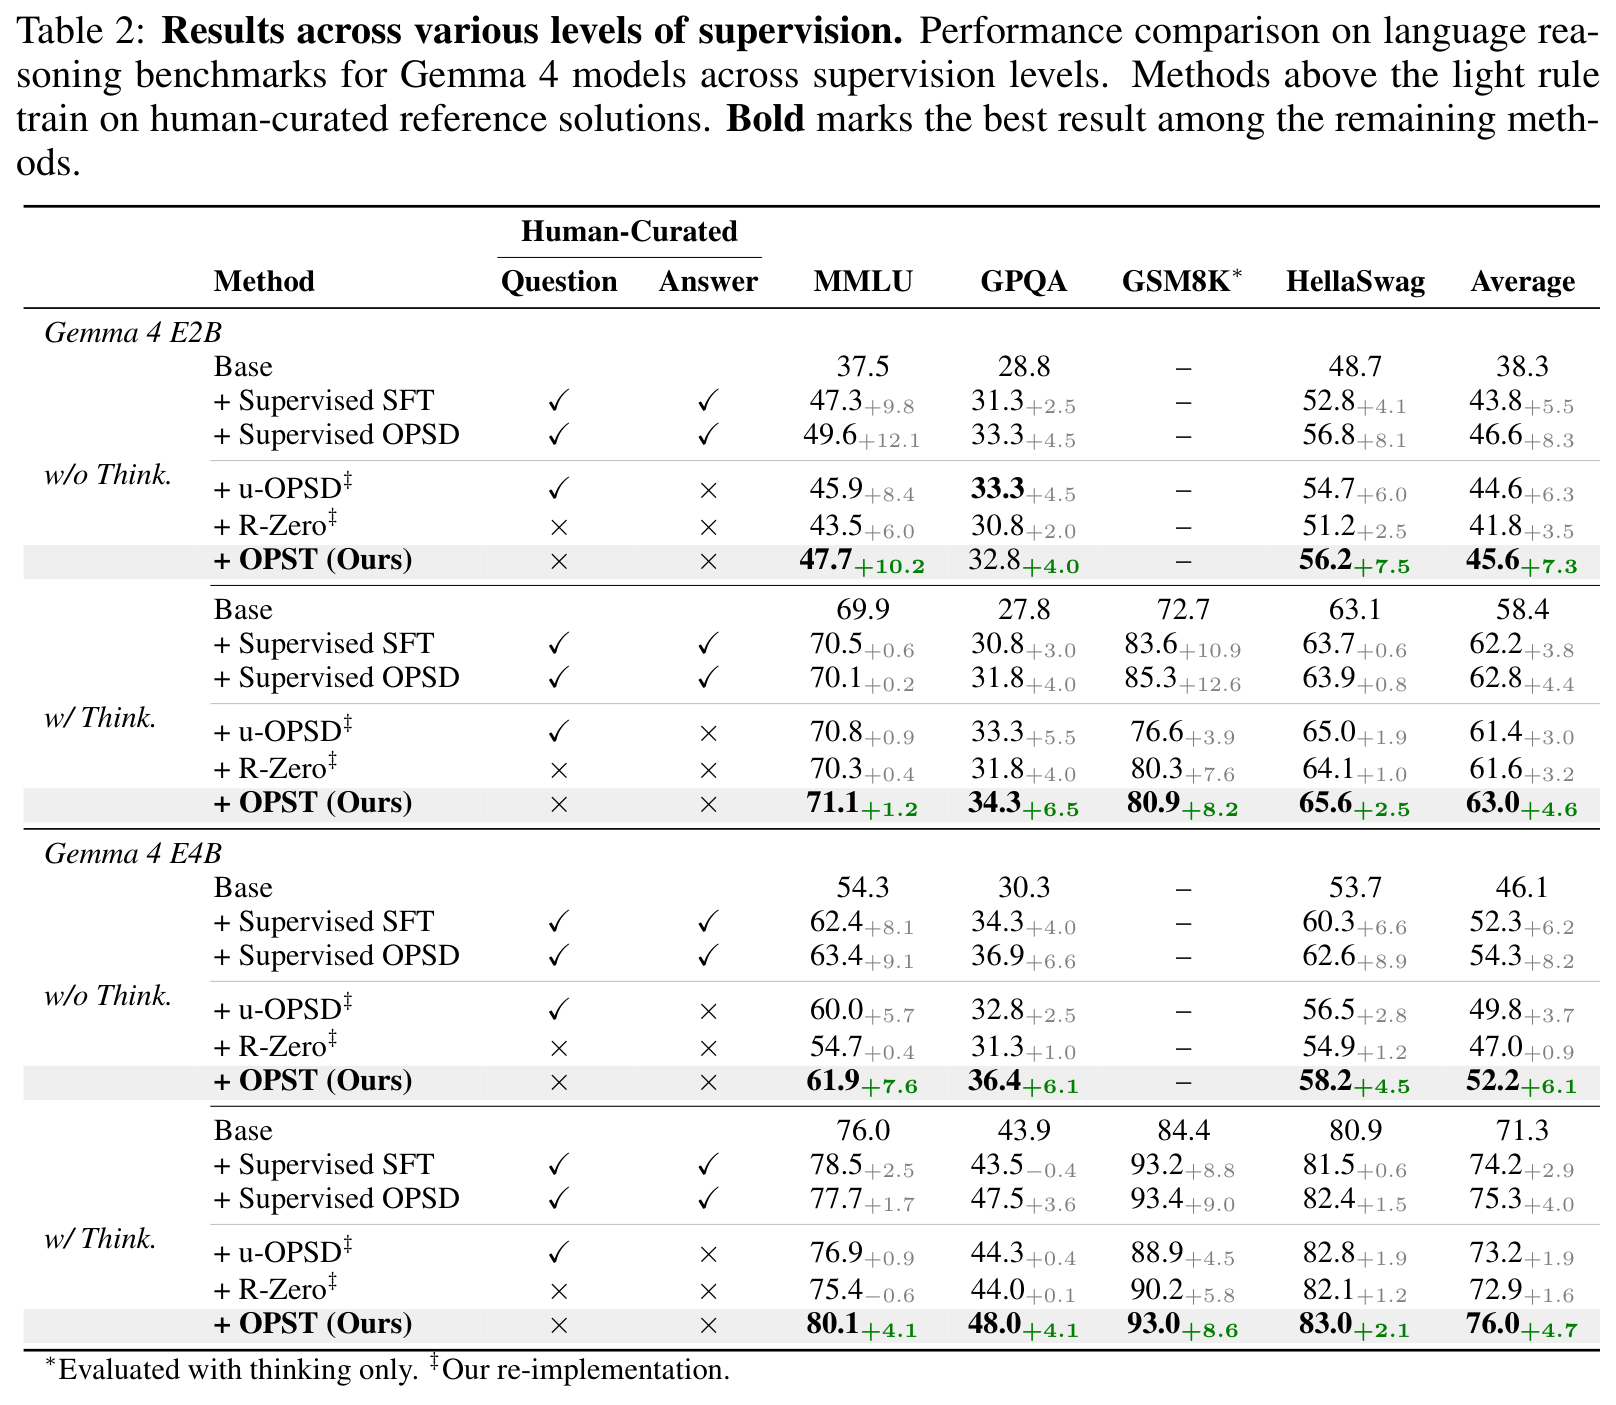 Table 2: Results across various levels of supervision. Performance comparison on language rea-
soning benchmarks for Gemma 4 models across supervision levels. Methods above the light rule
train on human-curated reference solutions. Bold marks the best result among the remaining meth-
ods.
Human-Curated
Method Question Answer MMLU GPQA GSM8K* HellaSwag Average
Gemma 4 E2B
Base 37.5 28.8 – 48.7 38.3
+ Supervised SFT ✓ ✓ 47.3+9.8 31.3+2.5 – 52.8+4.1 43.8+5.5
+ Supervised OPSD ✓ ✓ 49.6+12.1 33.3+4.5 – 56.8+8.1 46.6+8.3
w/o Think.
+ u-OPSD‡ ✓ × 45.9+8.4 33.3+4.5 – 54.7+6.0 44.6+6.3
+ R-Zero‡ × × 43.5+6.0 30.8+2.0 – 51.2+2.5 41.8+3.5
+ OPST (Ours) × × 47.7+10.2 32.8+4.0 – 56.2+7.5 45.6+7.3
Base 69.9 27.8 72.7 63.1 58.4
+ Supervised SFT ✓ ✓ 70.5+0.6 30.8+3.0 83.6+10.9 63.7+0.6 62.2+3.8
+ Supervised OPSD ✓ ✓ 70.1+0.2 31.8+4.0 85.3+12.6 63.9+0.8 62.8+4.4
w/ Think.
+ u-OPSD‡ ✓ × 70.8+0.9 33.3+5.5 76.6+3.9 65.0+1.9 61.4+3.0
+ R-Zero‡ × × 70.3+0.4 31.8+4.0 80.3+7.6 64.1+1.0 61.6+3.2
+ OPST (Ours) × × 71.1+1.2 34.3+6.5 80.9+8.2 65.6+2.5 63.0+4.6
Gemma 4 E4B
Base 54.3 30.3 – 53.7 46.1
+ Supervised SFT ✓ ✓ 62.4+8.1 34.3+4.0 – 60.3+6.6 52.3+6.2
+ Supervised OPSD ✓ ✓ 63.4+9.1 36.9+6.6 – 62.6+8.9 54.3+8.2
w/o Think.
+ u-OPSD‡ ✓ × 60.0+5.7 32.8+2.5 – 56.5+2.8 49.8+3.7
+ R-Zero‡ × × 54.7+0.4 31.3+1.0 – 54.9+1.2 47.0+0.9
+ OPST (Ours) × × 61.9+7.6 36.4+6.1 – 58.2+4.5 52.2+6.1
Base 76.0 43.9 84.4 80.9 71.3
+ Supervised SFT ✓ ✓ 78.5+2.5 43.5−0.4 93.2+8.8 81.5+0.6 74.2+2.9
+ Supervised OPSD ✓ ✓ 77.7+1.7 47.5+3.6 93.4+9.0 82.4+1.5 75.3+4.0
w/ Think.
+ u-OPSD‡ ✓ × 76.9+0.9 44.3+0.4 88.9+4.5 82.8+1.9 73.2+1.9
+ R-Zero‡ × × 75.4−0.6 44.0+0.1 90.2+5.8 82.1+1.2 72.9+1.6
+ OPST (Ours) × × 80.1+4.1 48.0+4.1 93.0+8.6 83.0+2.1 76.0+4.7
*Evaluated with thinking only. ‡Our re-implementation.